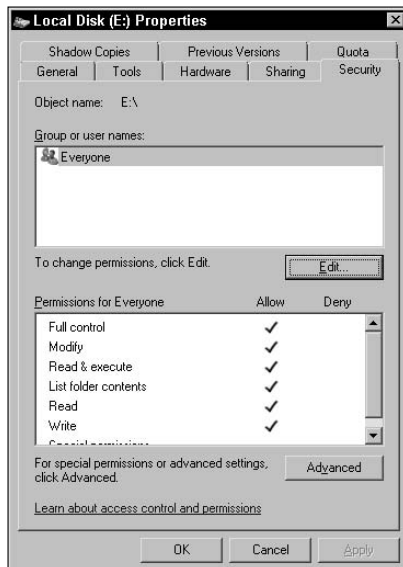 Local Disk (E:) Properties
Shadow Copies Previous Versions Quota
General Tools Hardware Sharing Security
Object name: E:\
Group or user names:
Everyone
To change permissions, click Edit.
Edit...
Permissions for Everyone Allow Deny
Full control
Modify
Read & execute
List folder contents
Read
Write
Special permissions
For special permissions or advanced settings,
click Advanced.
Advanced
Learn about access control and permissions
OK Cancel Apply